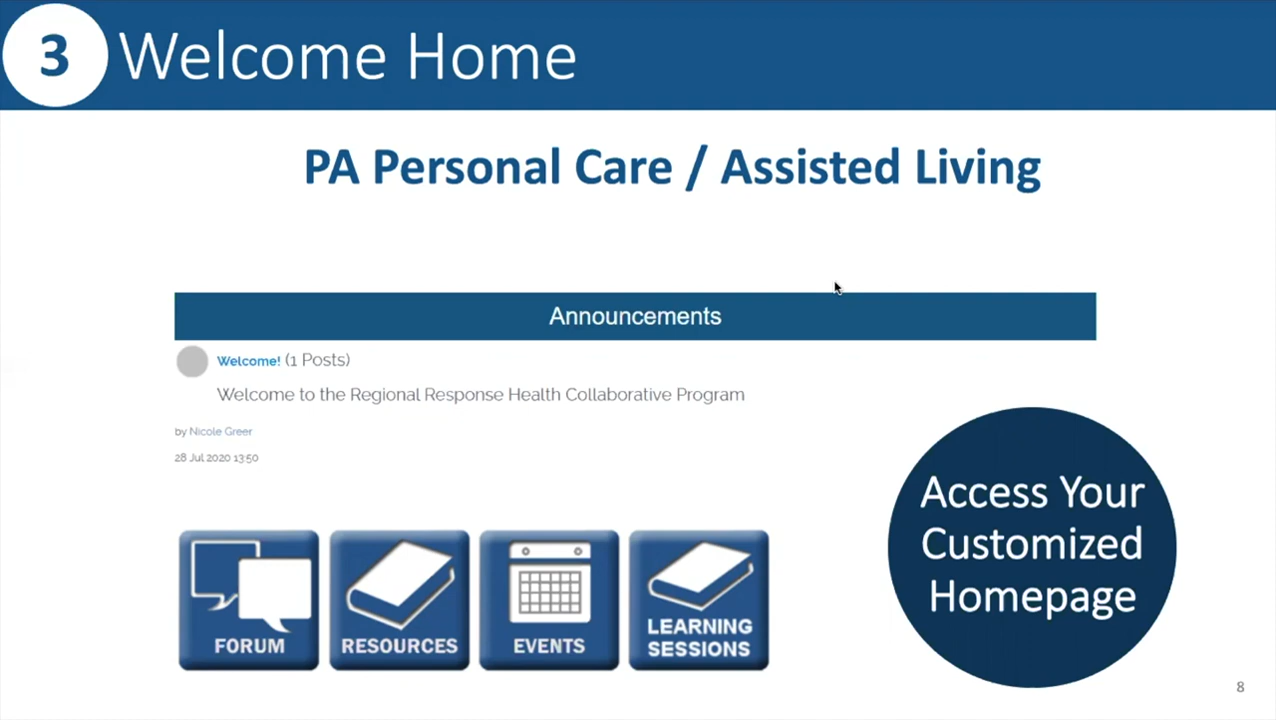 3 Welcome Home
PA Personal Care / Assisted Living
Announcements
Welcome! (1 Posts)
Welcome to the Regional Response Health Collaborative Program
by Nicole Greer
28 Jul 2020 13:50
Access Your
Customized
Homepage
FORUM
RESOURCES
EVENTS
LEARNING
SESSIONS
8